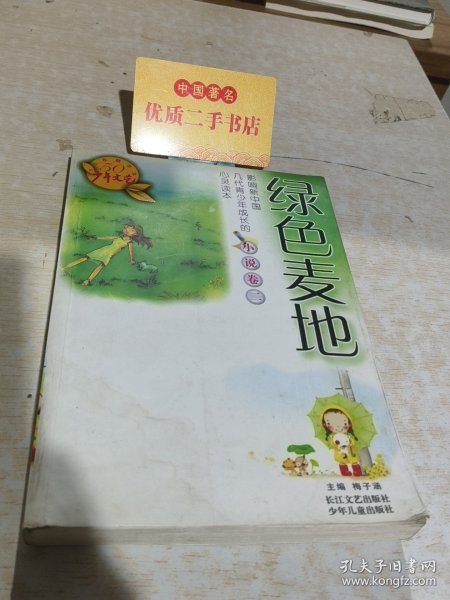 中国著名
优质二手书店
少年文学
60
绿色麦地
影响新中国
几代青少年成长的
心灵读本
小说卷二
主编 梅子涵
长江文艺出版社
少年儿童出版社
孔夫子旧书网
www.kongfz.com